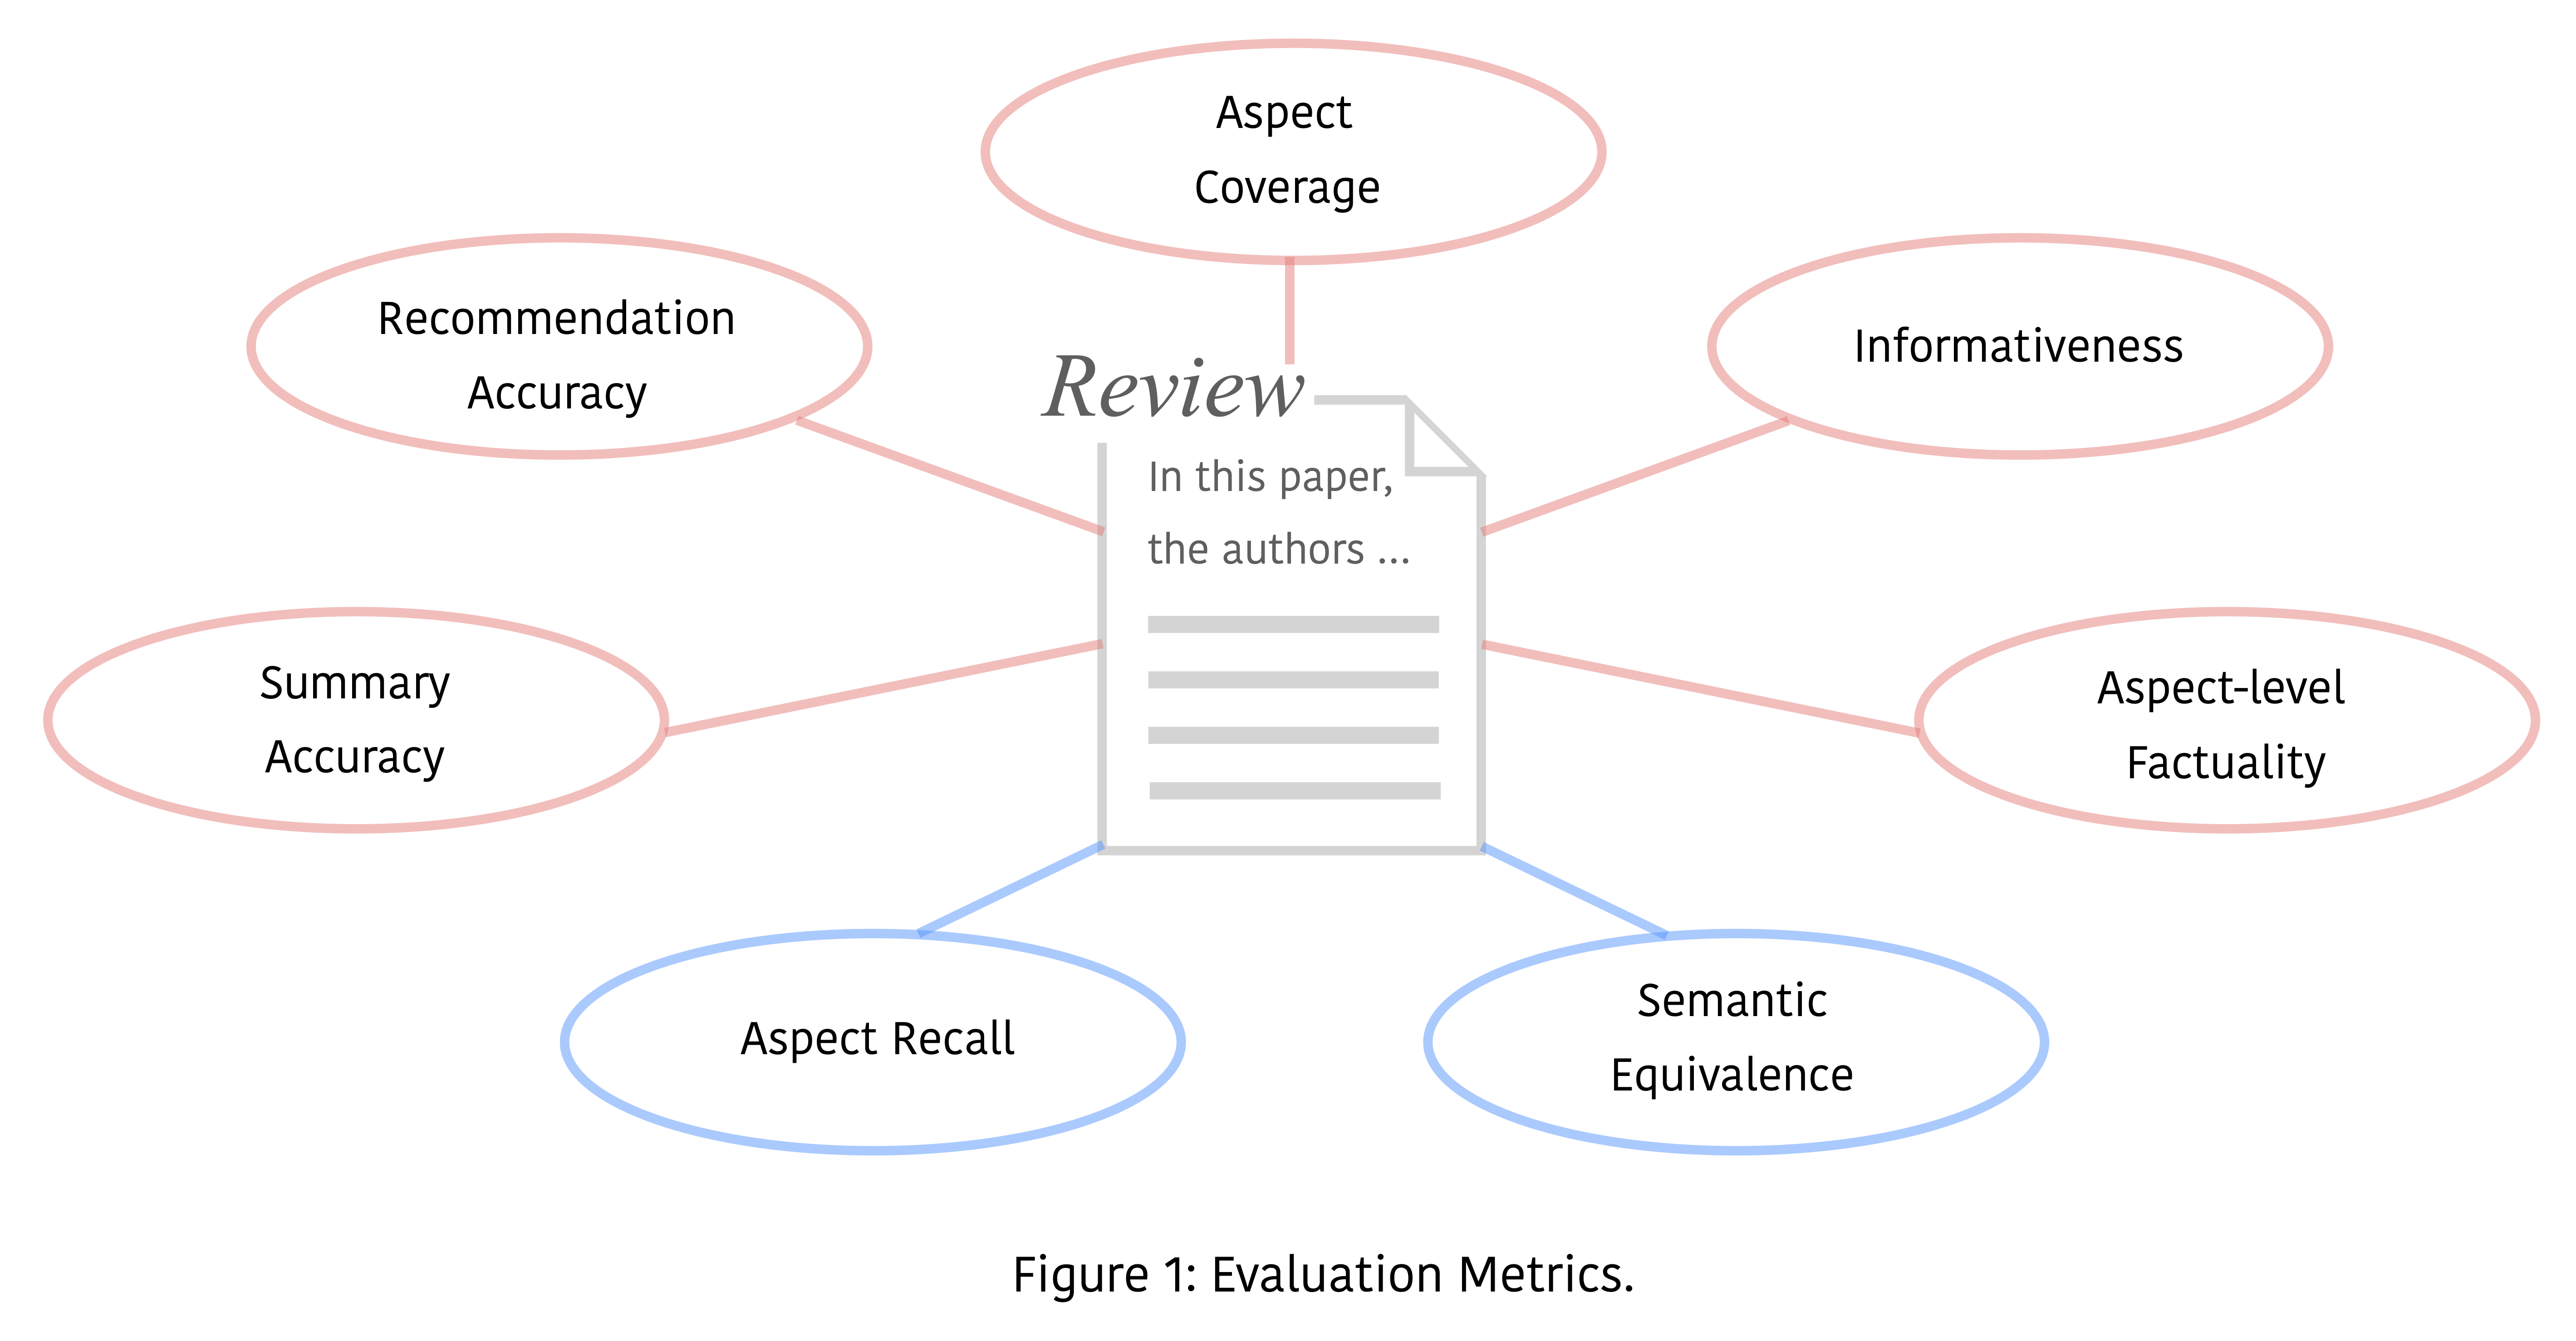 Aspect
Coverage
Recommendation
Accuracy
Informativeness
Review
In this paper,
the authors ...
Summary
Accuracy
Aspect-level
Factuality
Aspect Recall
Semantic
Equivalence
Figure 1: Evaluation Metrics.